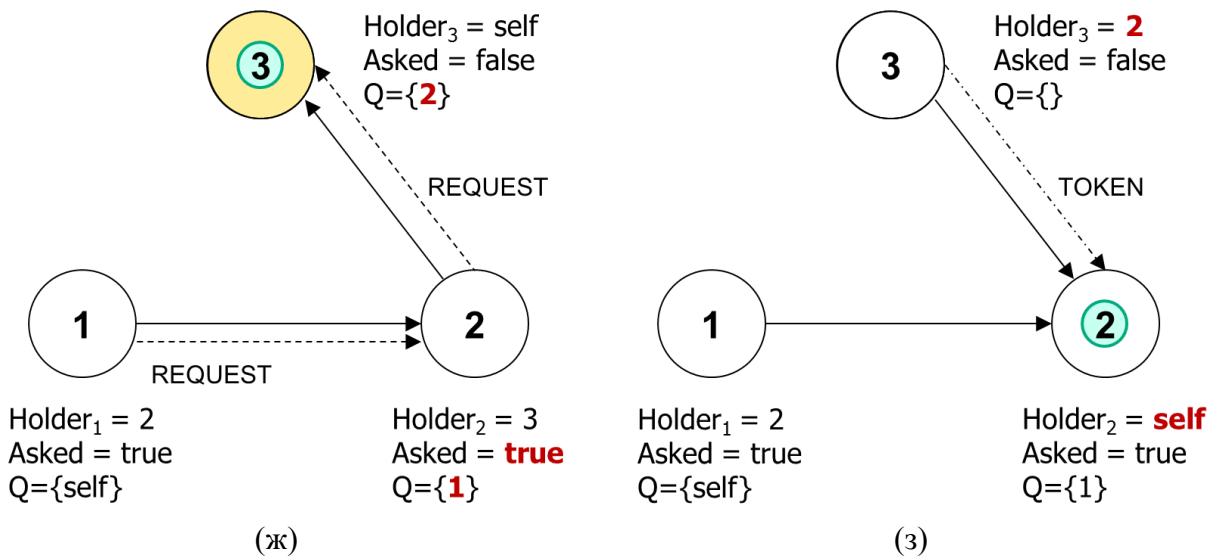 3
Holder₃ = self
Asked = false
Q={2}
REQUEST
1
2
REQUEST
Holder₁ = 2
Asked = true
Q={self}
Holder₂ = 3
Asked = true
Q={1}
(ж)
3
Holder₃ = 2
Asked = false
Q={}
TOKEN
1
2
Holder₁ = 2
Asked = true
Q={self}
Holder₂ = self
Asked = true
Q={1}
(з)